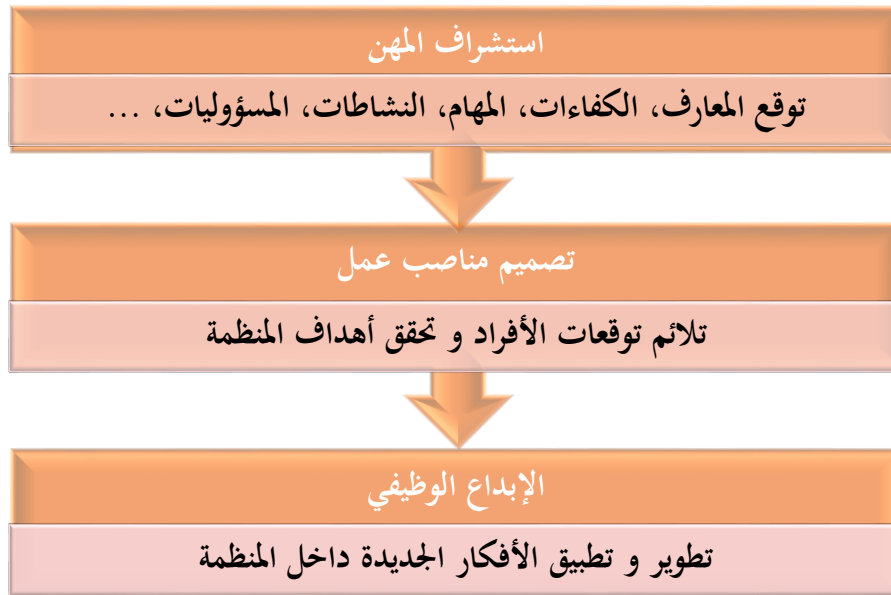 استشراف المهن
توقع المعارف، الكفاءات، المهام، النشاطات، المسؤوليات، ...
تصميم مناصب عمل
تلائم توقعات الأفراد و تحقق أهداف المنظمة
الإبداع الوظيفي
تطوير و تطبيق الأفكار الجديدة داخل المنظمة